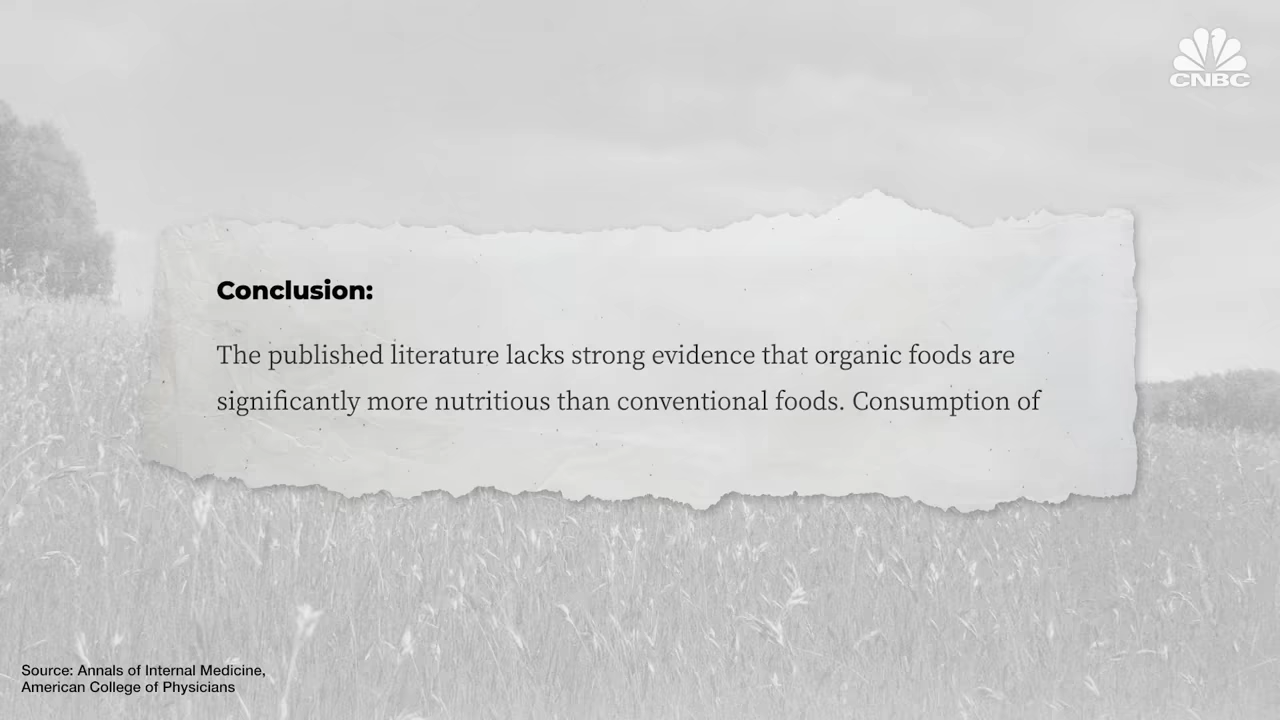 CNBC
Conclusion:
The published literature lacks strong evidence that organic foods are
significantly more nutritious than conventional foods. Consumption of
Source: Annals of Internal Medicine,
American College of Physicians